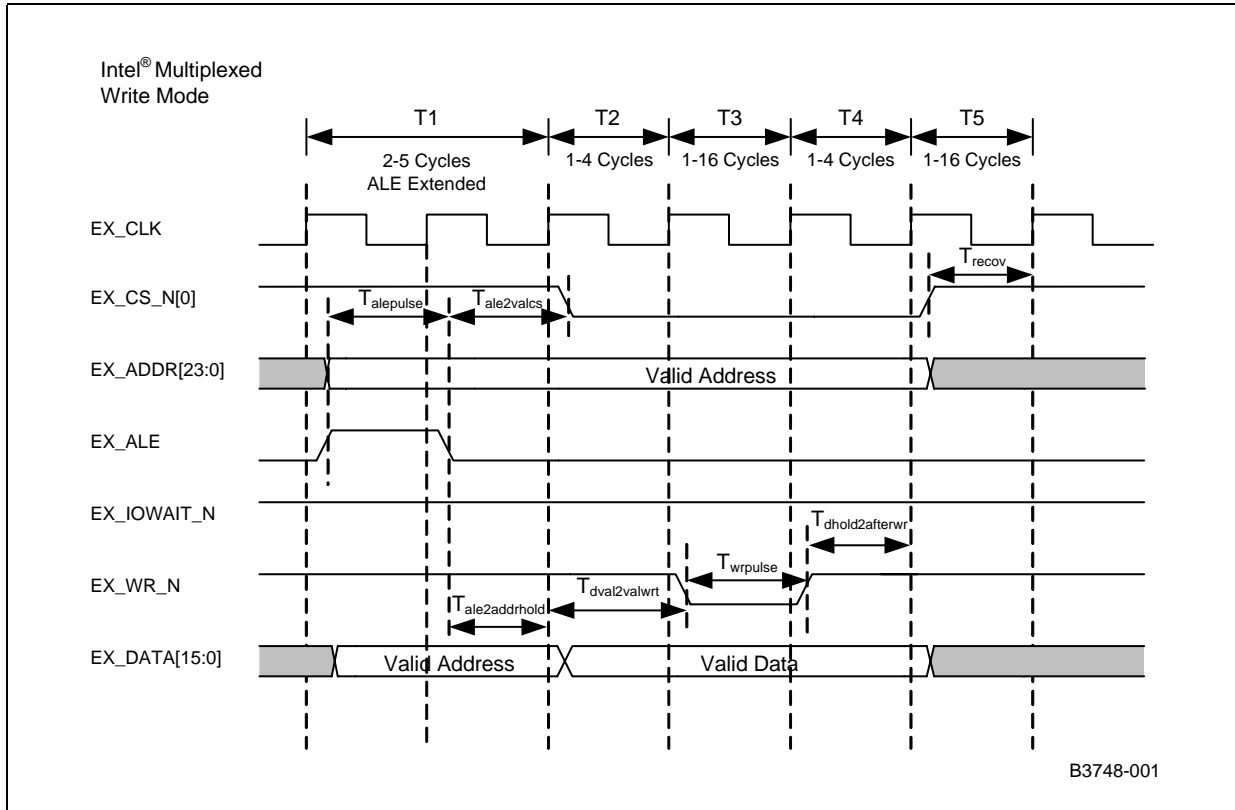 Intel® Multiplexed
Write Mode
T1 T2 T3 T4 T5
2-5 Cycles 1-4 Cycles 1-16 Cycles 1-4 Cycles 1-16 Cycles
ALE Extended
EX_CLK
Trecov
EX_CS_N[0]
Talepulse Tale2valcs
EX_ADDR[23:0] Valid Address
EX_ALE
EX_IOWAIT_N
Tdhold2afterwr
EX_WR_N
Twrpulse
Tdval2valwrt
Tale2addrhold
EX_DATA[15:0] Valid Address Valid Data
B3748-001